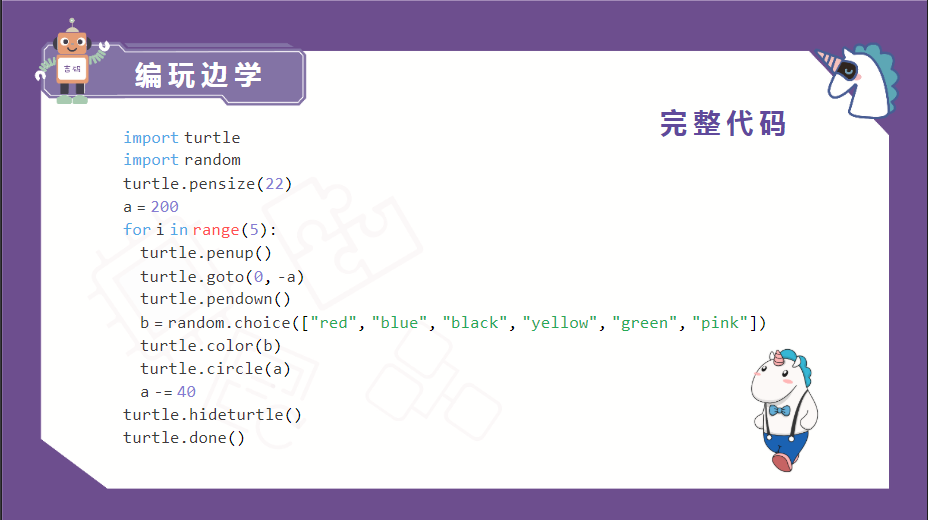 编玩边学
完整代码
import turtle
import random
turtle.pensize(22)
a = 200
for i in range(5):
  turtle.penup()
  turtle.goto(0, -a)
  turtle.pendown()
  b = random.choice(["red", "blue", "black", "yellow", "green", "pink"])
  turtle.color(b)
  turtle.circle(a)
  a -= 40
turtle.hideturtle()
turtle.done()